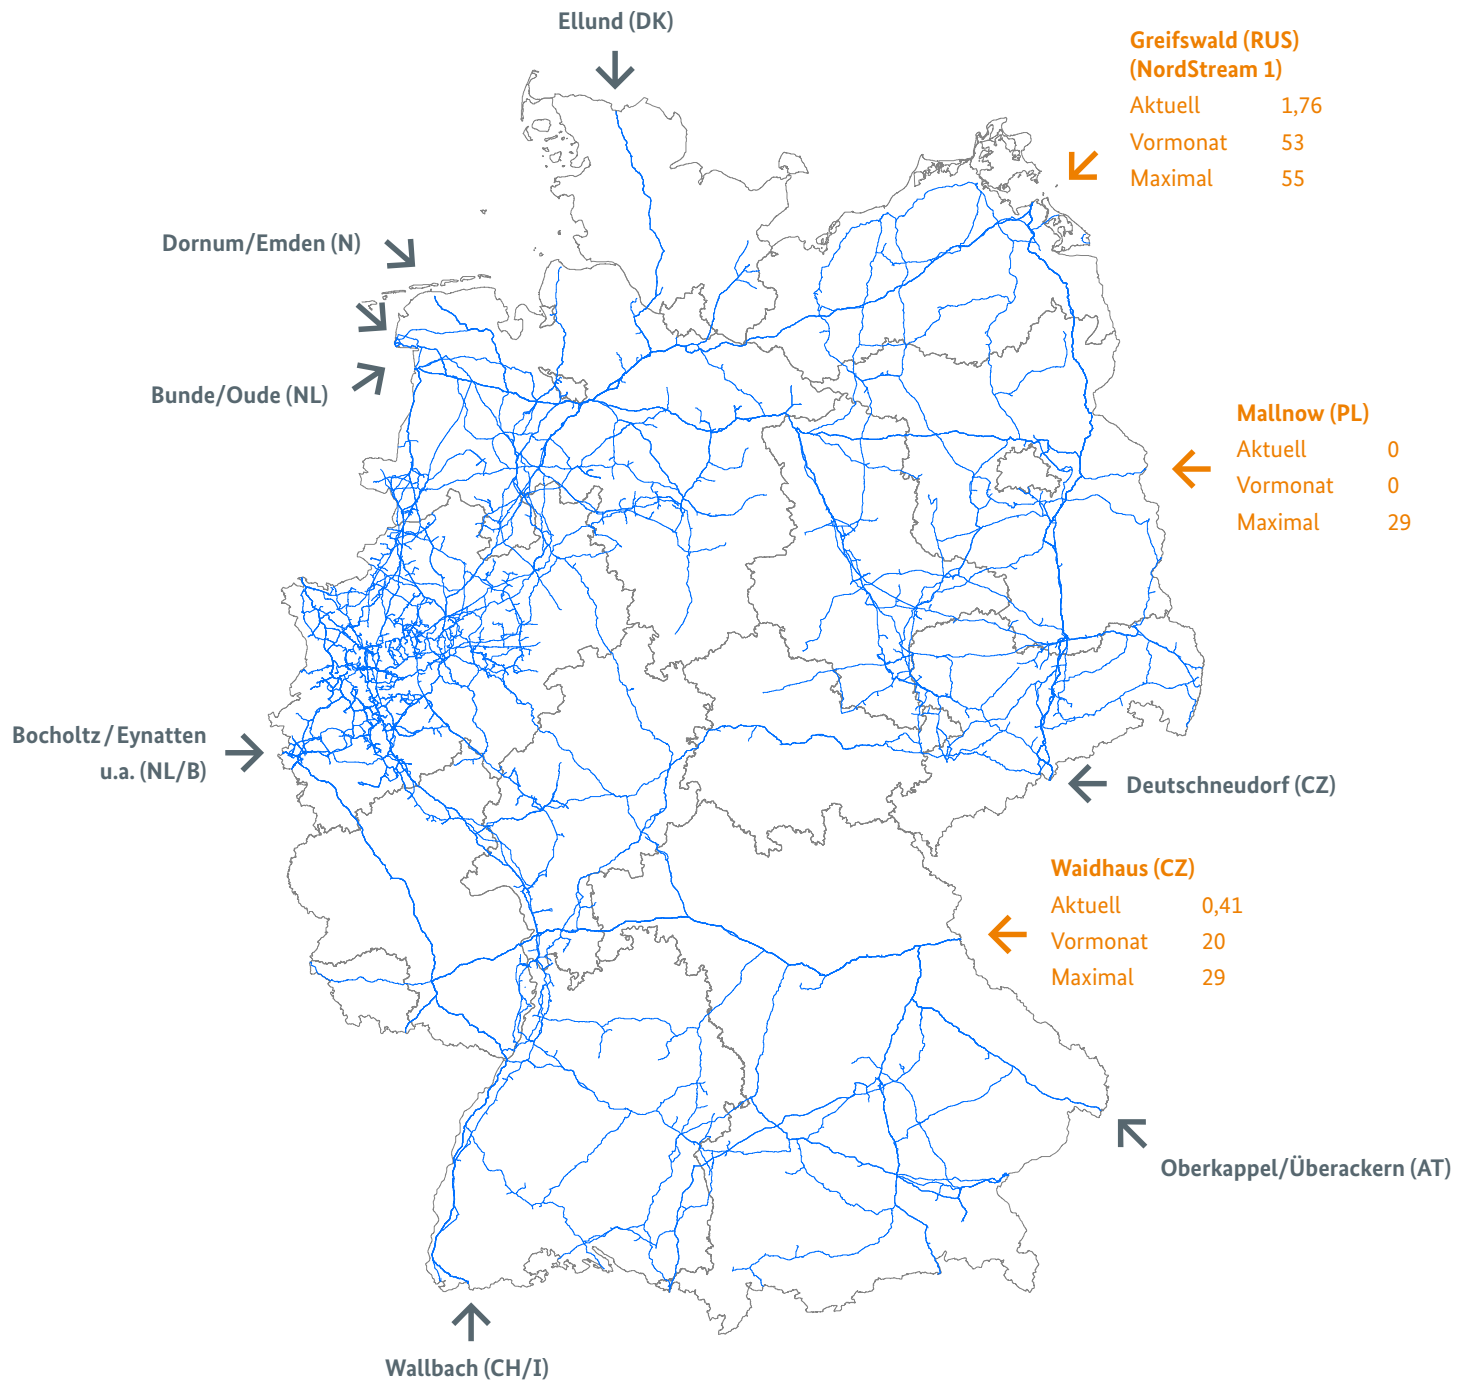 Ellund (DK)
Greifswald (RUS)
(NordStream 1)
Aktuell 1,76
Vormonat 53
Maximal 55
Dornum/Emden (N)
Bunde/Oude (NL)
Mallnow (PL)
Aktuell 0
Vormonat 0
Maximal 29
Bocholtz / Eynatten
u.a. (NL/B)
Deutschneudorf (CZ)
Waidhaus (CZ)
Aktuell 0,41
Vormonat 20
Maximal 29
Oberkappel/Überackern (AT)
Wallbach (CH/I)